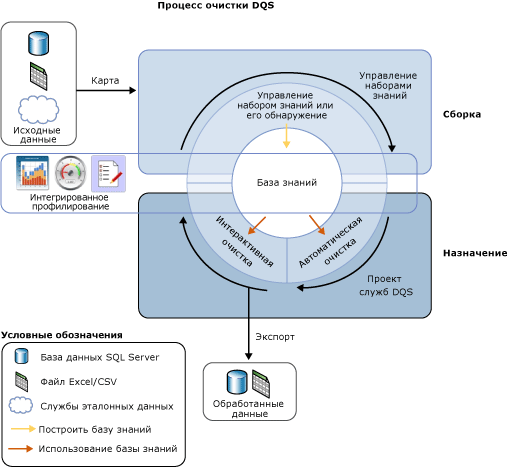 Процесс очистки DQS
Исходные
данные
Карта
Управление
набором знаний или
его обнаружение
Управление
наборами
знаний
Сборка
Интегрированное
профилирование
База знаний
Интерактивная
очистка
Автоматическая
очистка
Назначение
Проект
служб DQS
Экспорт
Обработанные
данные
Условные обозначения
База данных SQL Server
Файл Excel/CSV
Службы эталонных данных
Построить базу знаний
Использование базы знаний